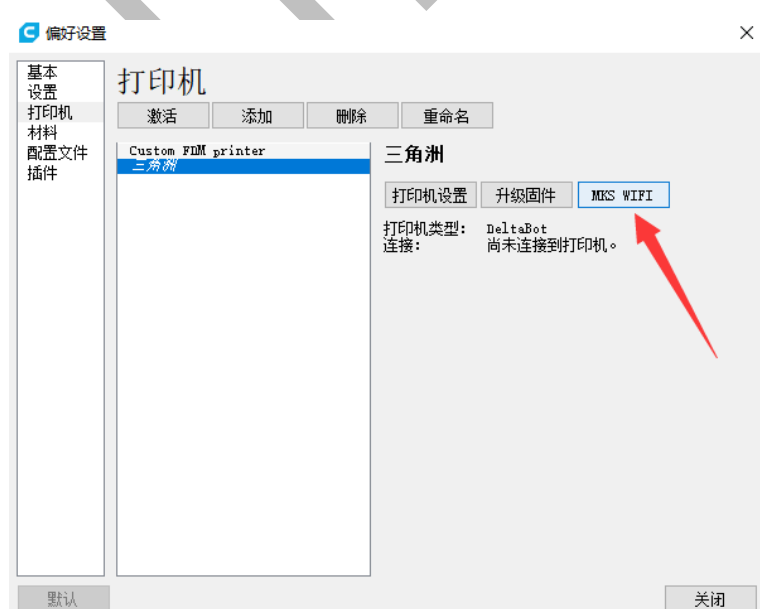 偏好设置
基本
设置
打印机
材料
配置文件
插件
打印机
激活 添加 删除 重命名
Custom FDM printer
三角洲
三角洲
打印机设置 升级固件 MKS WIFI
打印机类型: DeltaBot
连接: 尚未连接到打印机。
默认 关闭